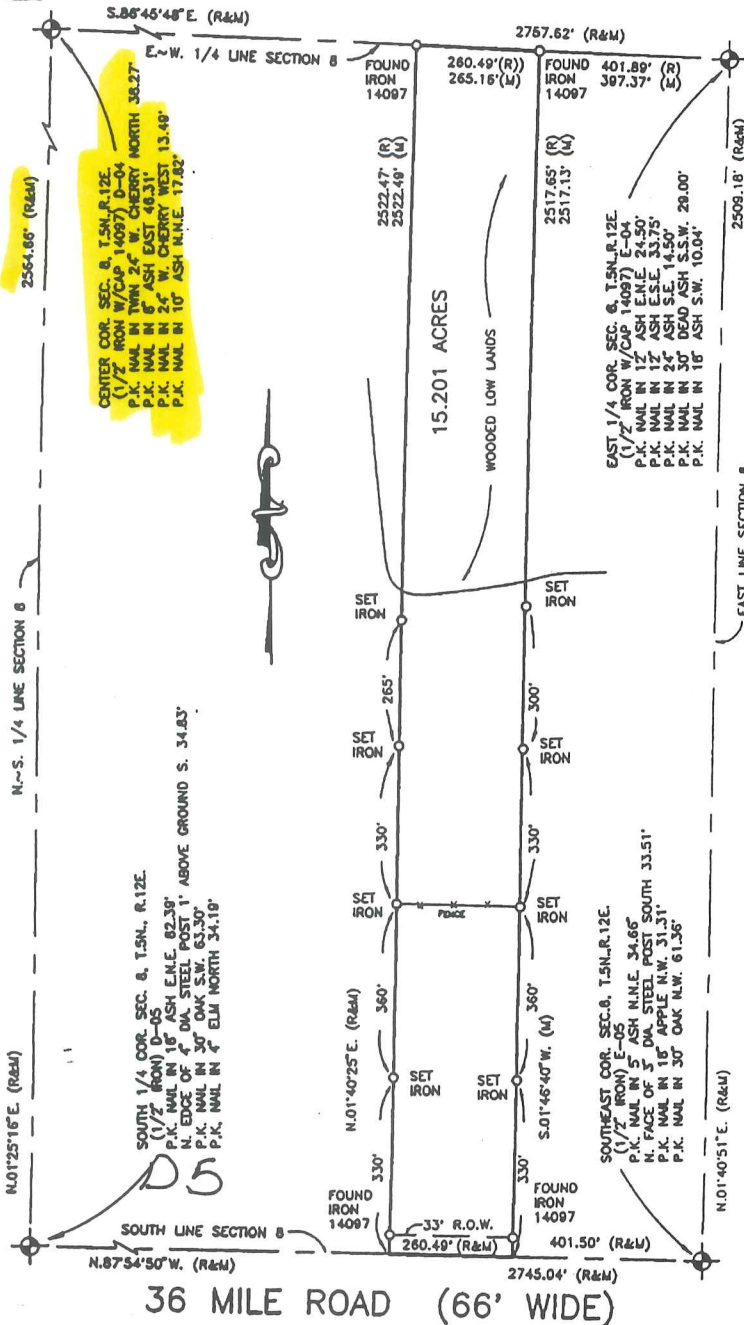 S.86°45'48"E. (R&M)
2757.62' (R&M)
E.~W. 1/4 LINE SECTION 8
FOUND
IRON
14097
260.49'(R))
265.16'(M)
FOUND
IRON
14097
401.89' (R)
397.37' (M)
2564.66' (R&M)
CENTER COR. SEC. 8, T.5N.,R.12E.
(1/2" IRON W/CAP 14097) D-04
P.K. NAIL IN TWIN 24" W. CHERRY NORTH 38.27'
P.K. NAIL IN 8" ASH EAST 46.31'
P.K. NAIL IN 24" W. CHERRY WEST 13.49'
P.K. NAIL IN 10" ASH N.N.E. 17.82'
2522.47' (R)
2522.49' (M)
2517.65' (R)
2517.13' (M)
2509.18' (R&M)
15.201 ACRES
WOODED LOW LANDS
EAST 1/4 COR. SEC. 8, T.5N.,R.12E.
(1/2" IRON W/CAP 14097) E-04
P.K. NAIL IN 12" ASH E.N.E. 24.50'
P.K. NAIL IN 12" ASH E.S.E. 33.75'
P.K. NAIL IN 24" ASH S.E. 14.50'
P.K. NAIL IN 30" DEAD ASH S.S.W. 29.00'
P.K. NAIL IN 18" ASH S.W. 10.04'
N.~S. 1/4 LINE SECTION 8
EAST LINE SECTION 8
SET
IRON
SET
IRON
265'
300'
SET
IRON
SET
IRON
330'
330'
SET
IRON
FENCE
SET
IRON
360'
360'
N.01°40'25"E. (R&M)
S.01°46'40"W. (M)
SET
IRON
SET
IRON
330'
330'
SOUTH 1/4 COR. SEC. 8, T.5N., R.12E.
(1/2" IRON) D-05
P.K. NAIL IN 16" ASH E.N.E. 82.39'
N. EDGE OF 4" DIA. STEEL POST 1' ABOVE GROUND S. 34.83'
P.K. NAIL IN 30" OAK S.W. 63.30'
P.K. NAIL IN 4" ELM NORTH 34.19'
D5
SOUTHEAST COR. SEC.8, T.5N.,R.12E.
(1/2" IRON) E-05
P.K. NAIL IN 5" ASH N.N.E. 34.66'
N. FACE OF 3" DIA. STEEL POST SOUTH 33.51'
P.K. NAIL IN 18" APPLE N.W. 31.31'
P.K. NAIL IN 30" OAK N.W. 61.36'
N.01°25'16"E. (R&M)
N.01°40'51"E. (R&M)
FOUND
IRON
14097
FOUND
IRON
14097
33' R.O.W.
SOUTH LINE SECTION 8
260.49' (R&M)
401.50' (R&M)
N.87°54'50"W. (R&M)
2745.04' (R&M)
36 MILE ROAD (66' WIDE)